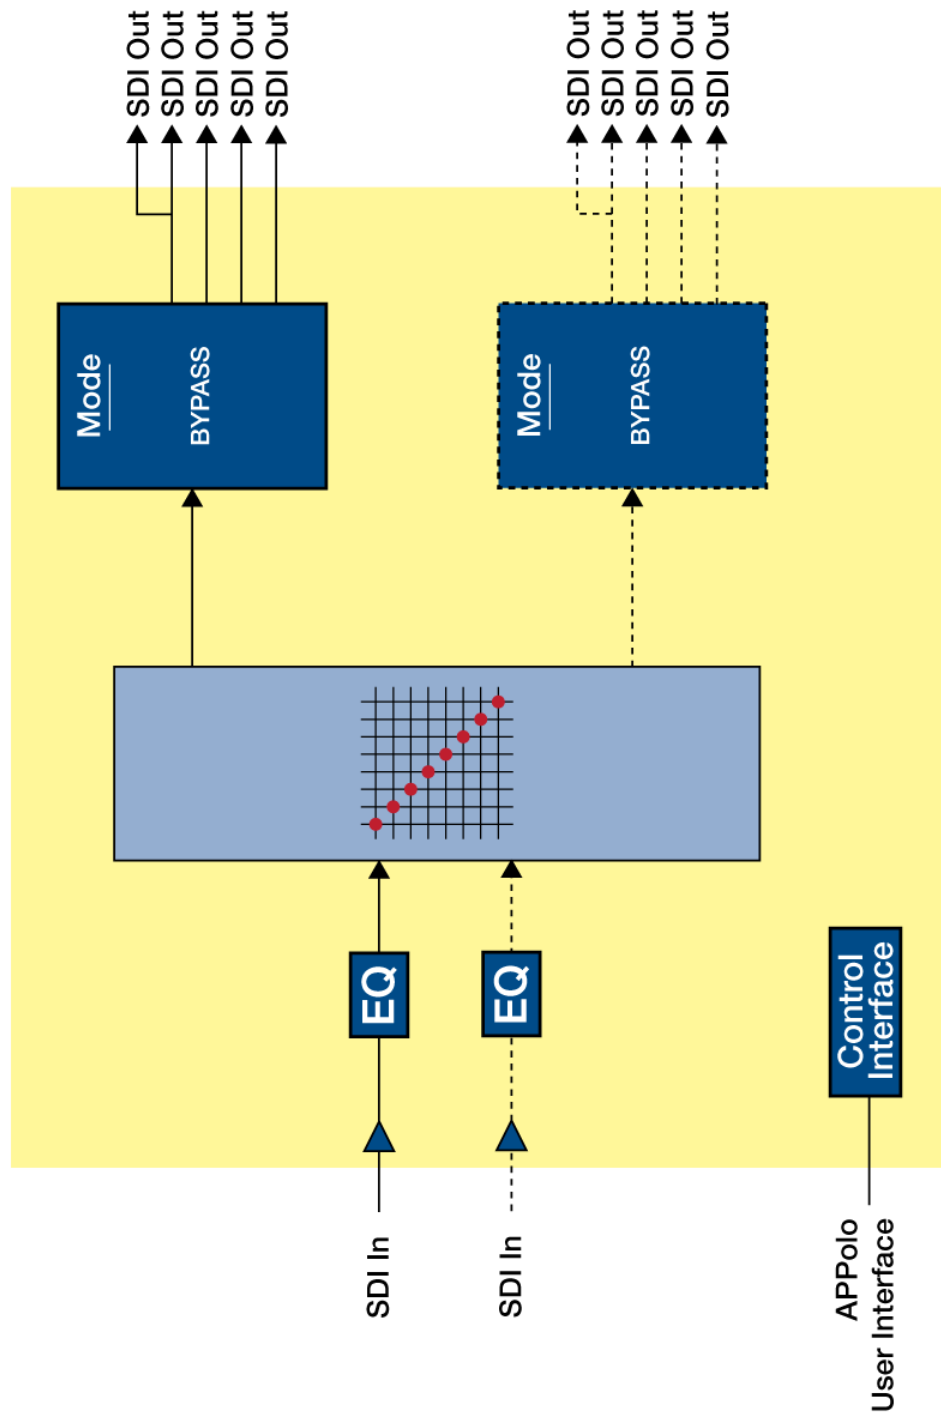 SDI Out
SDI Out
SDI Out
SDI Out
SDI Out
SDI Out
SDI Out
SDI Out
SDI Out
SDI Out
Mode
BYPASS
Mode
BYPASS
EQ
EQ
Control
Interface
SDI In
SDI In
APPolo
User Interface